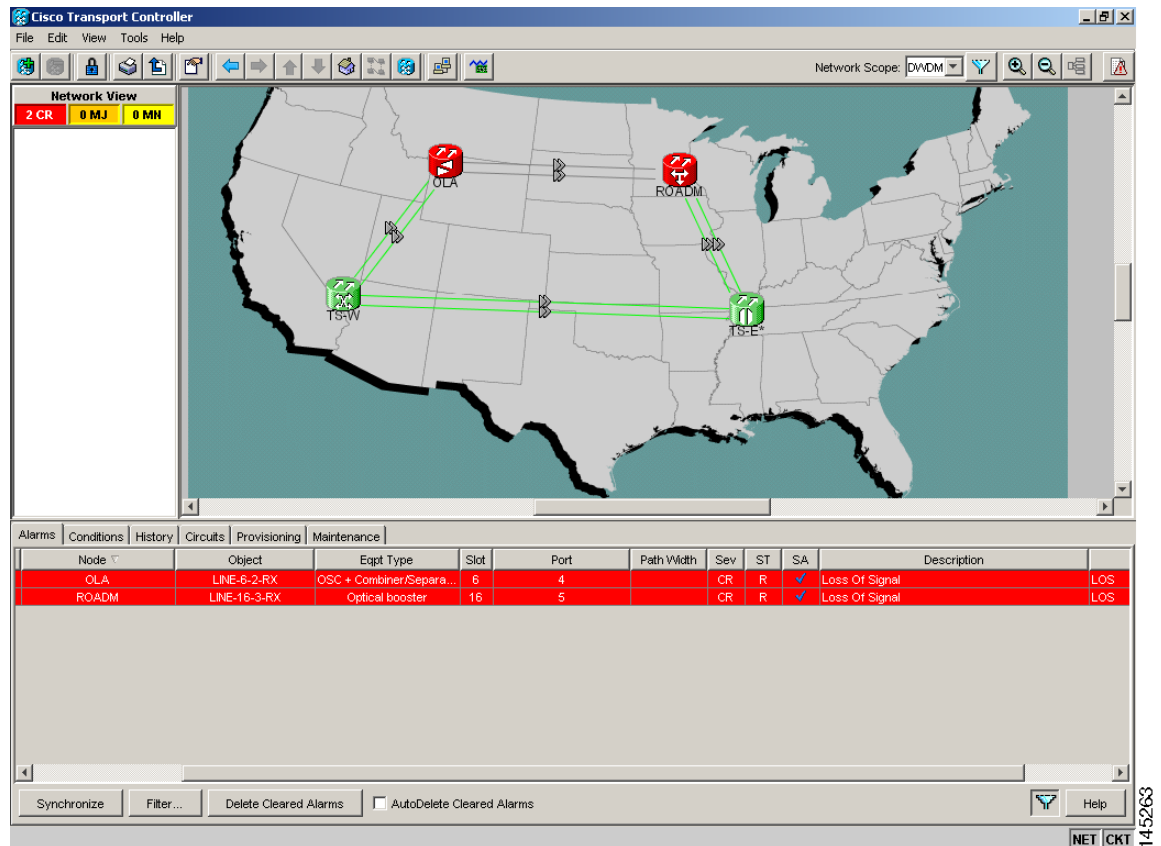 Cisco Transport Controller
File Edit View Tools Help
Network Scope: DWDM
Network View
2 CR 0 MJ 0 MN
OLA
ROADM
TS-W
TS-E*
Alarms Conditions History Circuits Provisioning Maintenance
Node Object Eqpt Type Slot Port Path Width Sev ST SA Description
OLA LINE-6-2-RX OSC + Combiner/Separa... 6 4 CR R Loss Of Signal LOS
ROADM LINE-16-3-RX Optical booster 16 5 CR R Loss Of Signal LOS
Synchronize Filter... Delete Cleared Alarms AutoDelete Cleared Alarms Help
NET CKT
145263